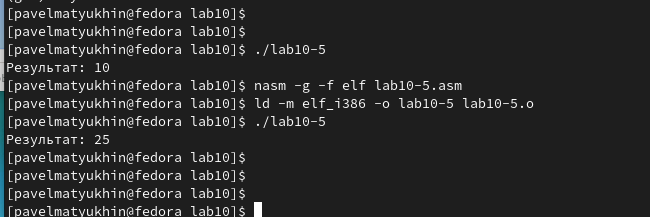 [pavelmatyukhin@fedora lab10]$
[pavelmatyukhin@fedora lab10]$
[pavelmatyukhin@fedora lab10]$ ./lab10-5
Результат: 10
[pavelmatyukhin@fedora lab10]$ nasm -g -f elf lab10-5.asm
[pavelmatyukhin@fedora lab10]$ ld -m elf_i386 -o lab10-5 lab10-5.o
[pavelmatyukhin@fedora lab10]$ ./lab10-5
Результат: 25
[pavelmatyukhin@fedora lab10]$
[pavelmatyukhin@fedora lab10]$
[pavelmatyukhin@fedora lab10]$
[pavelmatyukhin@fedora lab10]$